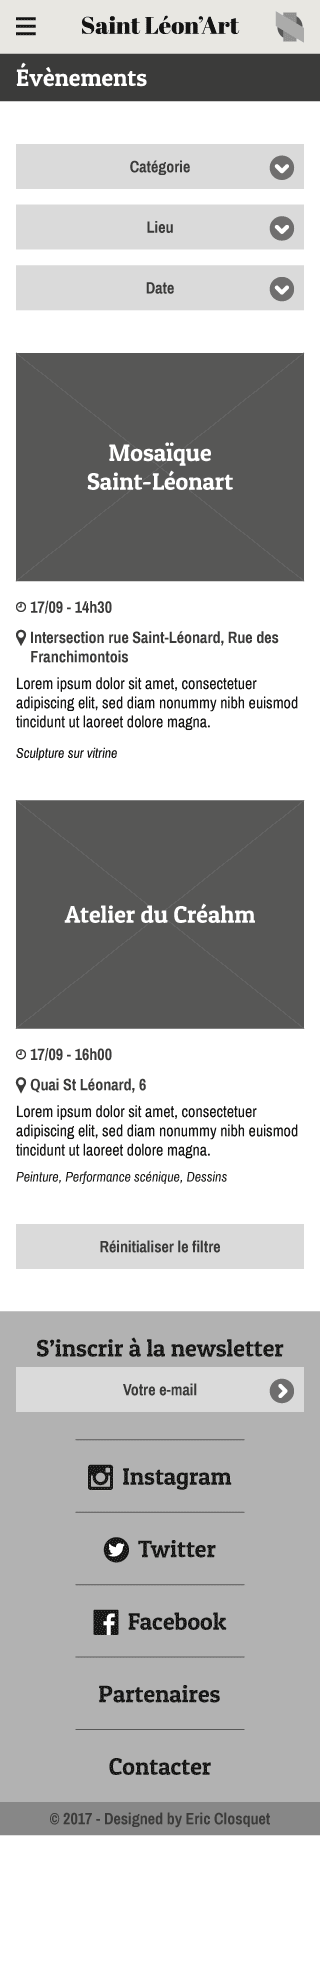 Saint Léon’Art
Évènements
Catégorie
Lieu
Date
Mosaïque
Saint-Léonart
17/09 - 14h30
Intersection rue Saint-Léonard, Rue des
Franchimontois
Lorem ipsum dolor sit amet, consectetuer
adipiscing elit, sed diam nonummy nibh euismod
tincidunt ut laoreet dolore magna.
Sculpture sur vitrine
Atelier du Créahm
17/09 - 16h00
Quai St Léonard, 6
Lorem ipsum dolor sit amet, consectetuer
adipiscing elit, sed diam nonummy nibh euismod
tincidunt ut laoreet dolore magna.
Peinture, Performance scénique, Dessins
Réinitialiser le filtre
S’inscrir à la newsletter
Votre e-mail
Instagram
Twitter
Facebook
Partenaires
Contacter
© 2017 - Designed by Eric Closquet